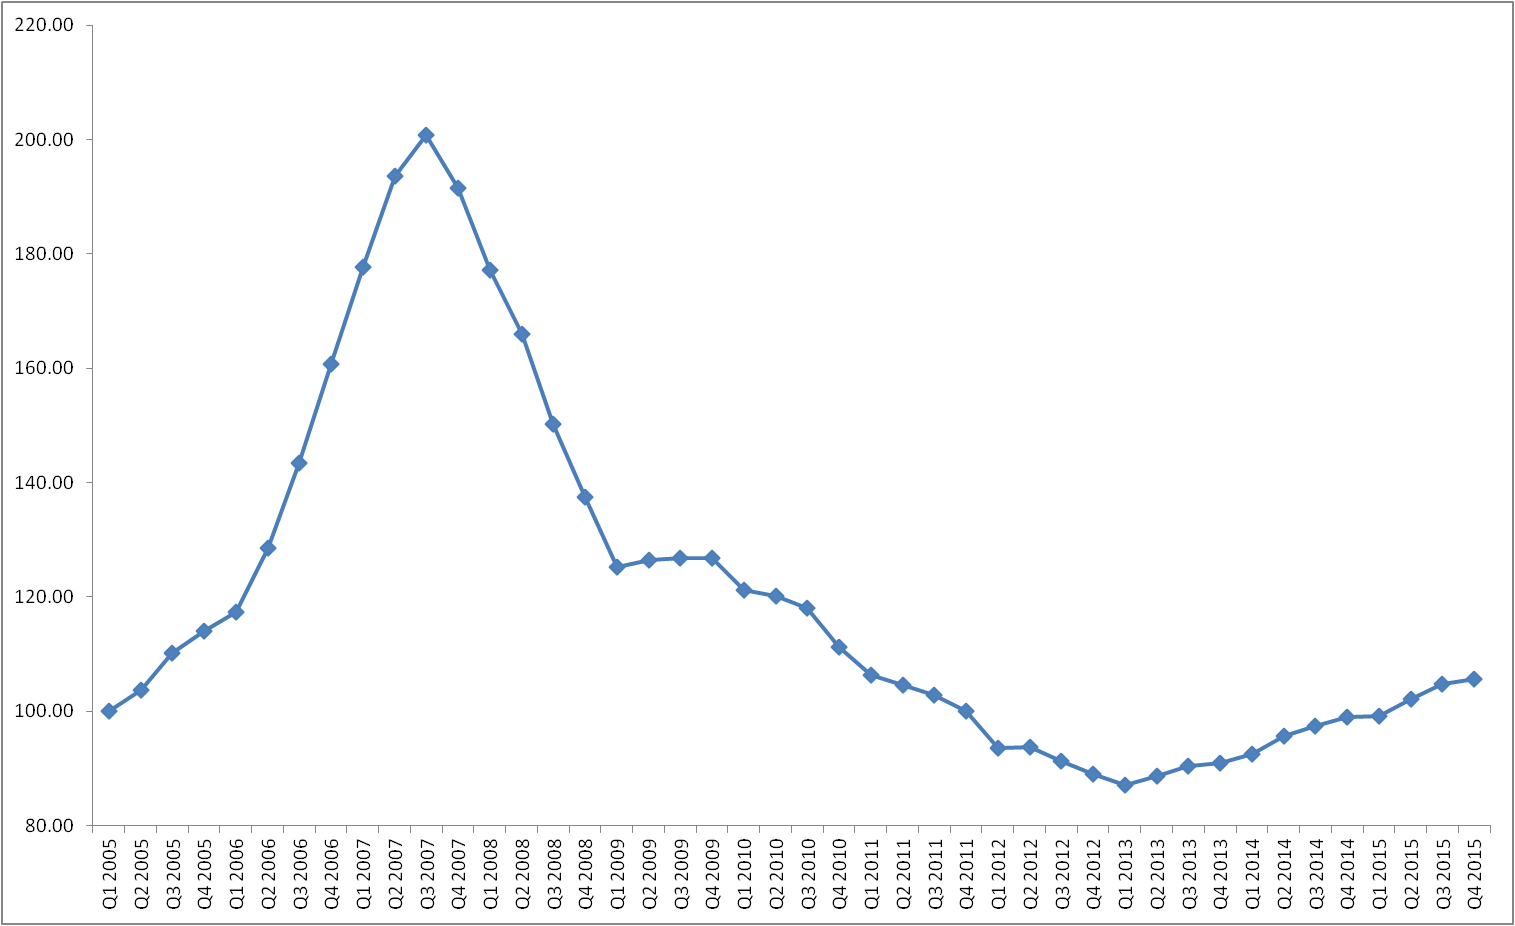 220.00
200.00
180.00
160.00
140.00
120.00
100.00
80.00
Q1 2005
Q2 2005
Q3 2005
Q4 2005
Q1 2006
Q2 2006
Q3 2006
Q4 2006
Q1 2007
Q2 2007
Q3 2007
Q4 2007
Q1 2008
Q2 2008
Q3 2008
Q4 2008
Q1 2009
Q2 2009
Q3 2009
Q4 2009
Q1 2010
Q2 2010
Q3 2010
Q4 2010
Q1 2011
Q2 2011
Q3 2011
Q4 2011
Q1 2012
Q2 2012
Q3 2012
Q4 2012
Q1 2013
Q2 2013
Q3 2013
Q4 2013
Q1 2014
Q2 2014
Q3 2014
Q4 2014
Q1 2015
Q2 2015
Q3 2015
Q4 2015